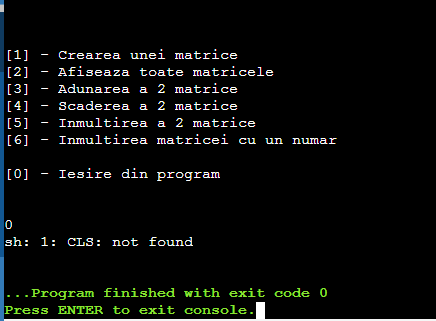 [1] - Crearea unei matrice
[2] - Afiseaza toate matricele
[3] - Adunarea a 2 matrice
[4] - Scaderea a 2 matrice
[5] - Inmultirea a 2 matrice
[6] - Inmultirea matricei cu un numar
[0] - Iesire din program
0
sh: 1: CLS: not found
...Program finished with exit code 0
Press ENTER to exit console.